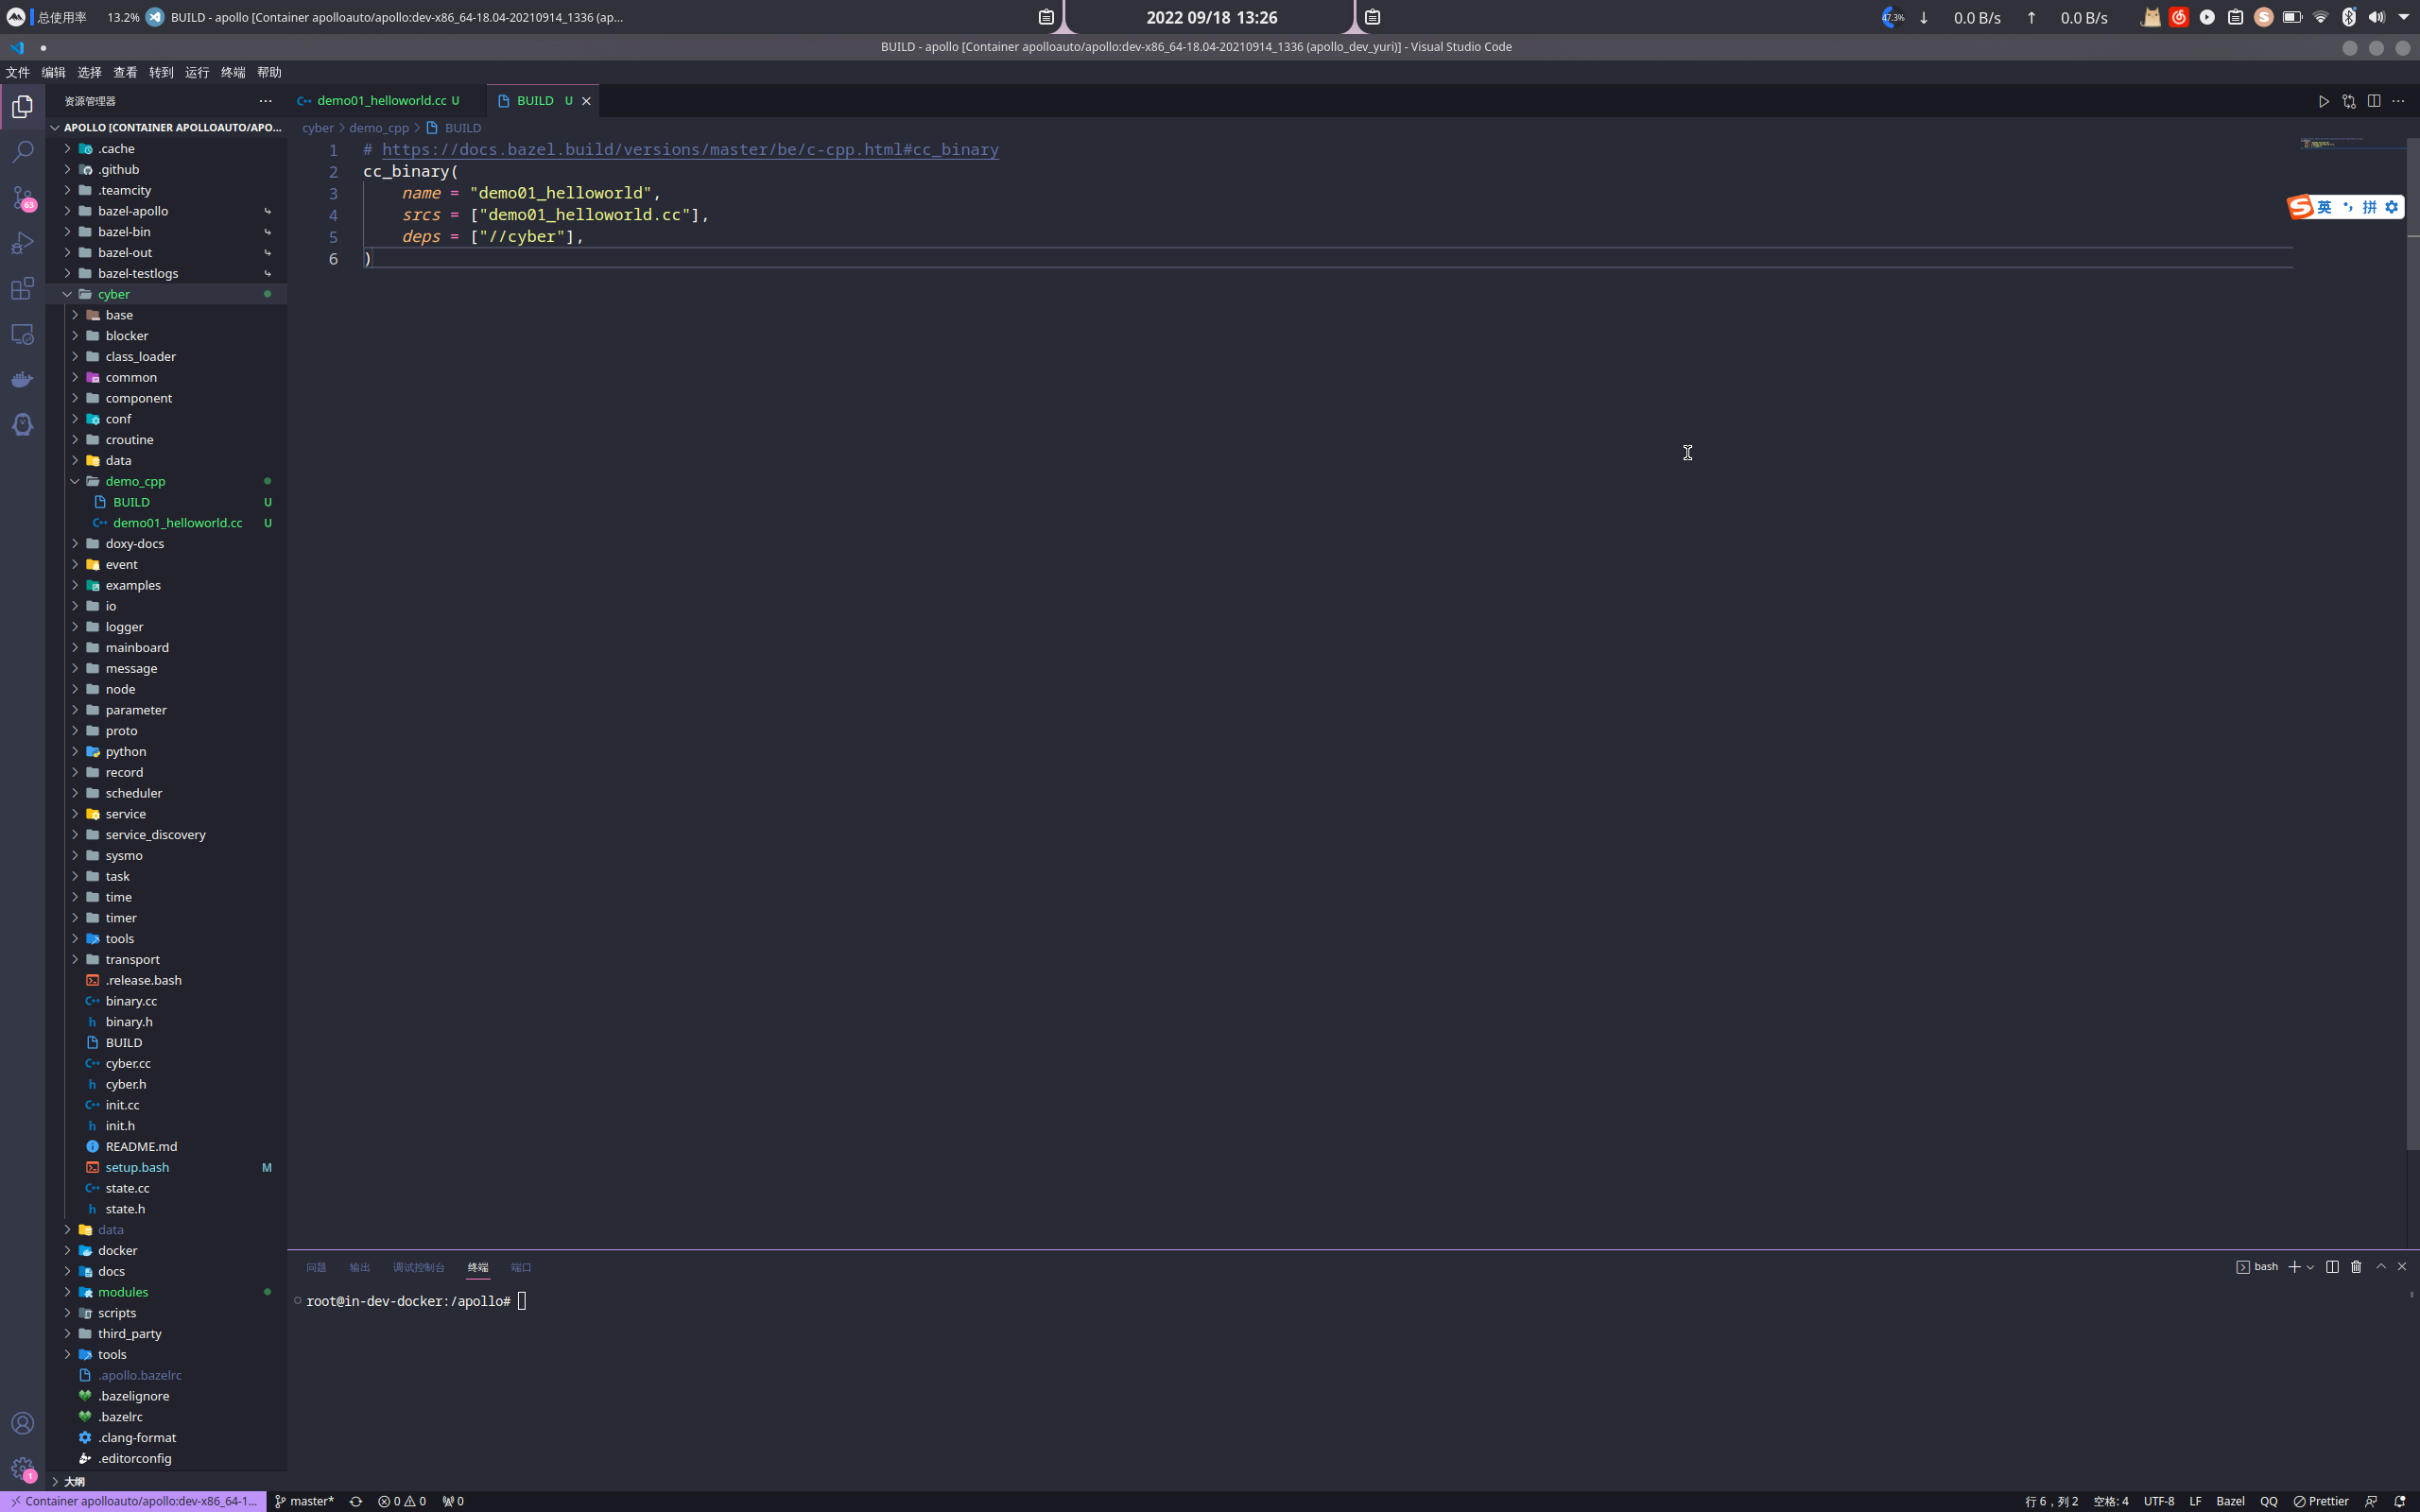 总使用率 13.2% BUILD - apollo [Container apolloauto/apollo:dev-x86_64-18.04-20210914_1336 (ap...
2022 09/18 13:26
47.3% ↓ 0.0 B/s ↑ 0.0 B/s
BUILD - apollo [Container apolloauto/apollo:dev-x86_64-18.04-20210914_1336 (apollo_dev_yuri)] - Visual Studio Code
文件 编辑 选择 查看 转到 运行 终端 帮助
资源管理器
demo01_helloworld.cc U
BUILD U
APOLLO [CONTAINER APOLLOAUTO/APO...
cyber > demo_cpp > BUILD
1 # https://docs.bazel.build/versions/master/be/c-cpp.html#cc_binary
2 cc_binary(
3 name = "demo01_helloworld",
4 srcs = ["demo01_helloworld.cc"],
5 deps = ["//cyber"],
6 )
英 拼
63
.cache
.github
.teamcity
bazel-apollo
bazel-bin
bazel-out
bazel-testlogs
cyber
base
blocker
class_loader
common
component
conf
croutine
data
demo_cpp
BUILD U
demo01_helloworld.cc U
doxy-docs
event
examples
io
logger
mainboard
message
node
parameter
proto
python
record
scheduler
service
service_discovery
sysmo
task
time
timer
tools
transport
.release.bash
binary.cc
binary.h
BUILD
cyber.cc
cyber.h
init.cc
init.h
README.md
setup.bash M
state.cc
state.h
data
docker
docs
modules
scripts
third_party
tools
.apollo.bazelrc
.bazelignore
.bazelrc
.clang-format
.editorconfig
大纲
1
问题 输出 调试控制台 终端 端口
bash
root@in-dev-docker:/apollo#
Container apolloauto/apollo:dev-x86_64-1... master* 0 0 0
行 6，列 2 空格: 4 UTF-8 LF Bazel QQ Prettier